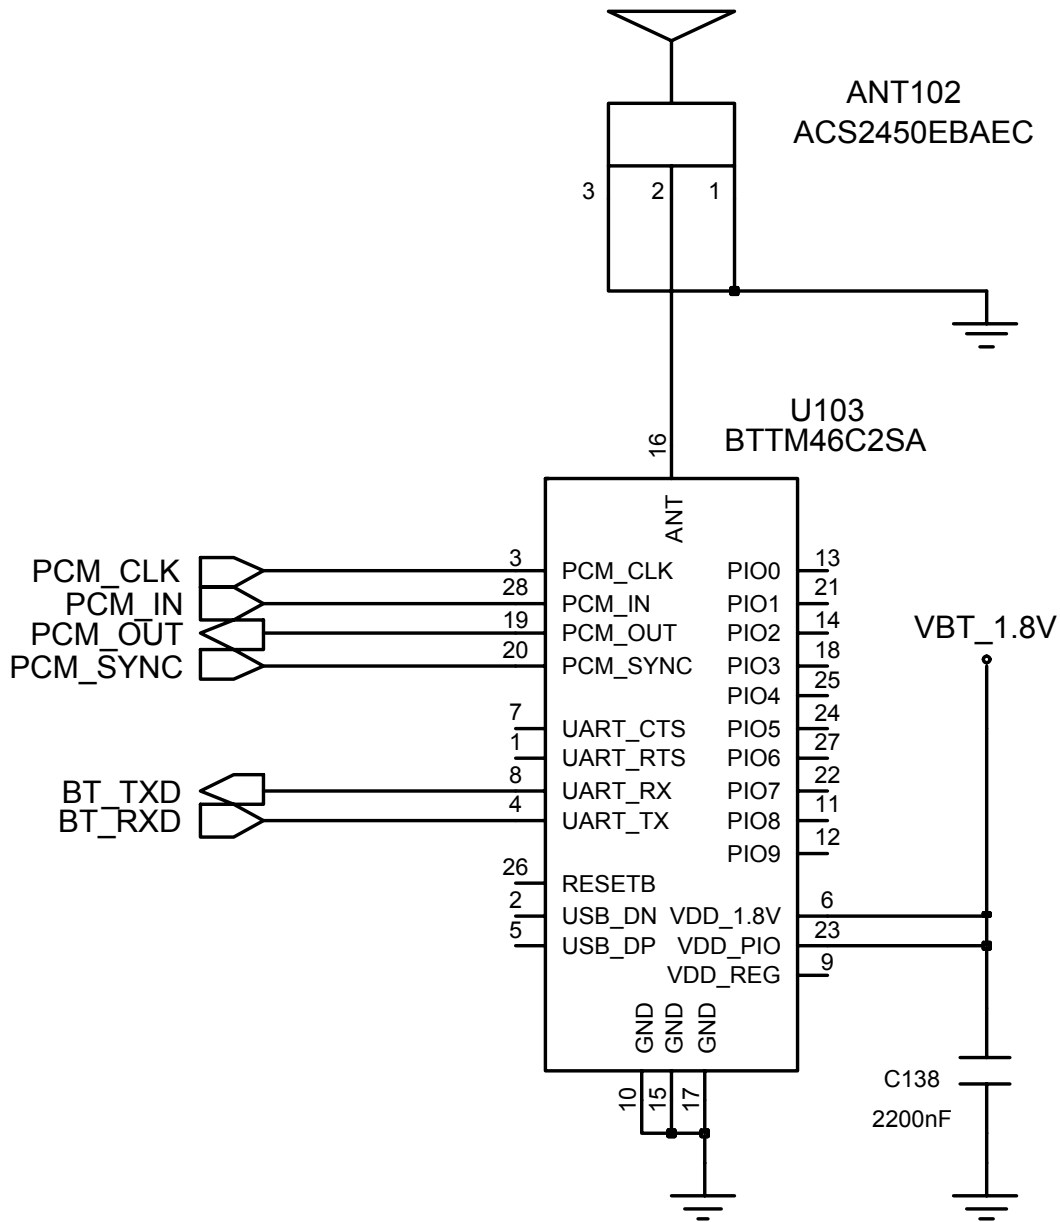 ANT102
ACS2450EBAEC
3 2 1
U103
BTTM46C2SA
16
ANT
PCM_CLK 3 PCM_CLK PIO0 13
PCM_IN 28 PCM_IN PIO1 21
PCM_OUT 19 PCM_OUT PIO2 14
PCM_SYNC 20 PCM_SYNC PIO3 18
VBT_1.8V
PIO4 25
7 UART_CTS PIO5 24
1 UART_RTS PIO6 27
BT_TXD 8 UART_RX PIO7 22
BT_RXD 4 UART_TX PIO8 11
PIO9 12
26 RESETB
2 USB_DN VDD_1.8V 6
5 USB_DP VDD_PIO 23
VDD_REG 9
GND GND GND
10 15 17
C138
2200nF